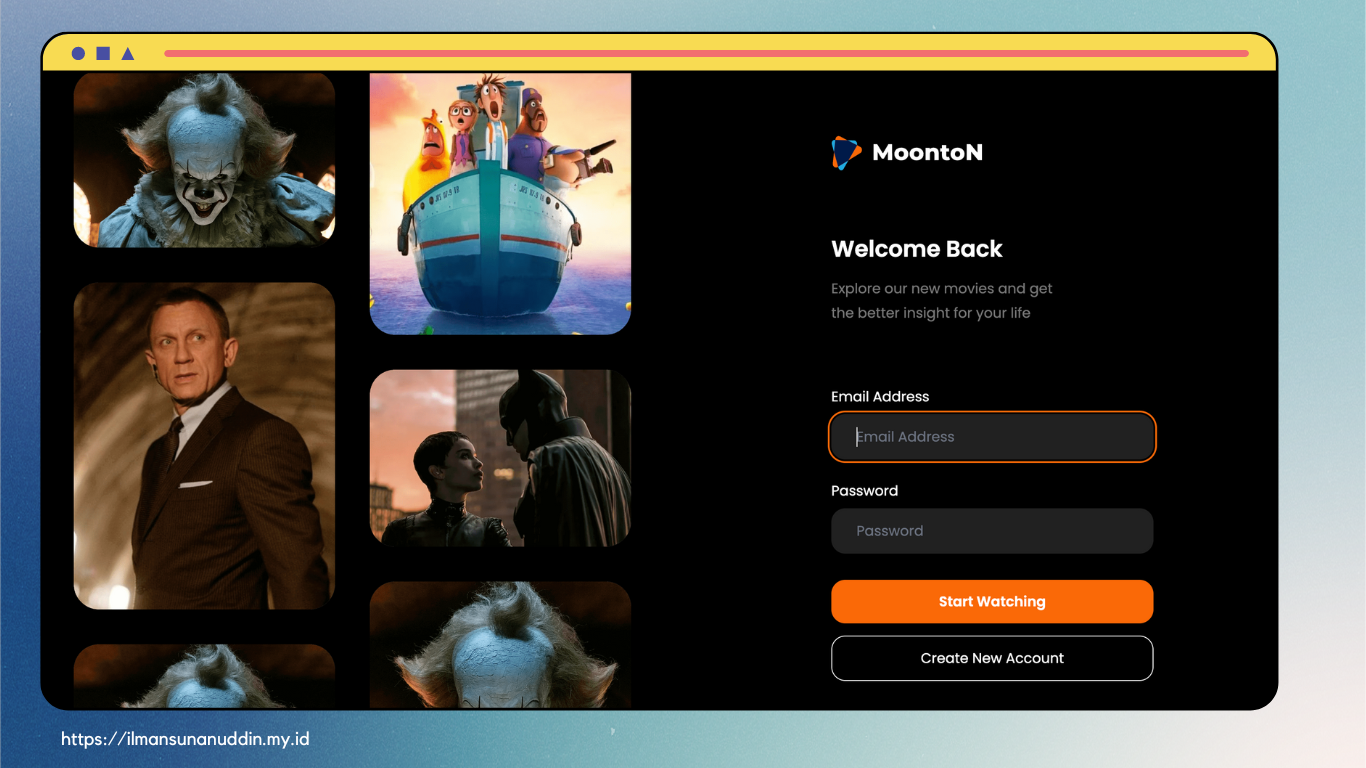 MoontoN
Welcome Back
Explore our new movies and get
the better insight for your life
Email Address
Email Address
Password
Password
Start Watching
Create New Account
https://ilmansunanuddin.my.id